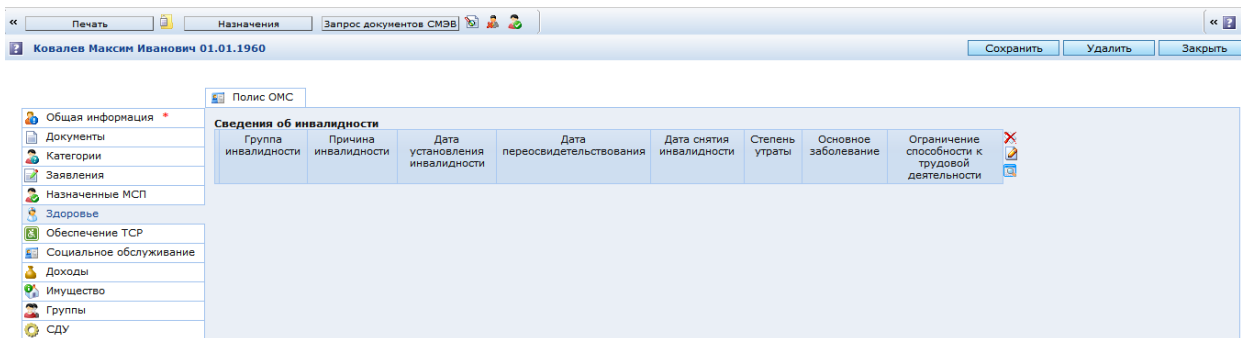 « Печать Назначения Запрос документов СМЭВ « ?
? Ковалев Максим Иванович 01.01.1960 Сохранить Удалить Закрыть
Полис ОМС
Общая информация *
Документы
Категории
Заявления
Назначенные МСП
Здоровье
Обеспечение ТСР
Социальное обслуживание
Доходы
Имущество
Группы
СДУ
Сведения об инвалидности
Группа
инвалидности
Причина
инвалидности
Дата
установления
инвалидности
Дата
переосвидетельствования
Дата снятия
инвалидности
Степень
утраты
Основное
заболевание
Ограничение
способности к
трудовой
деятельности